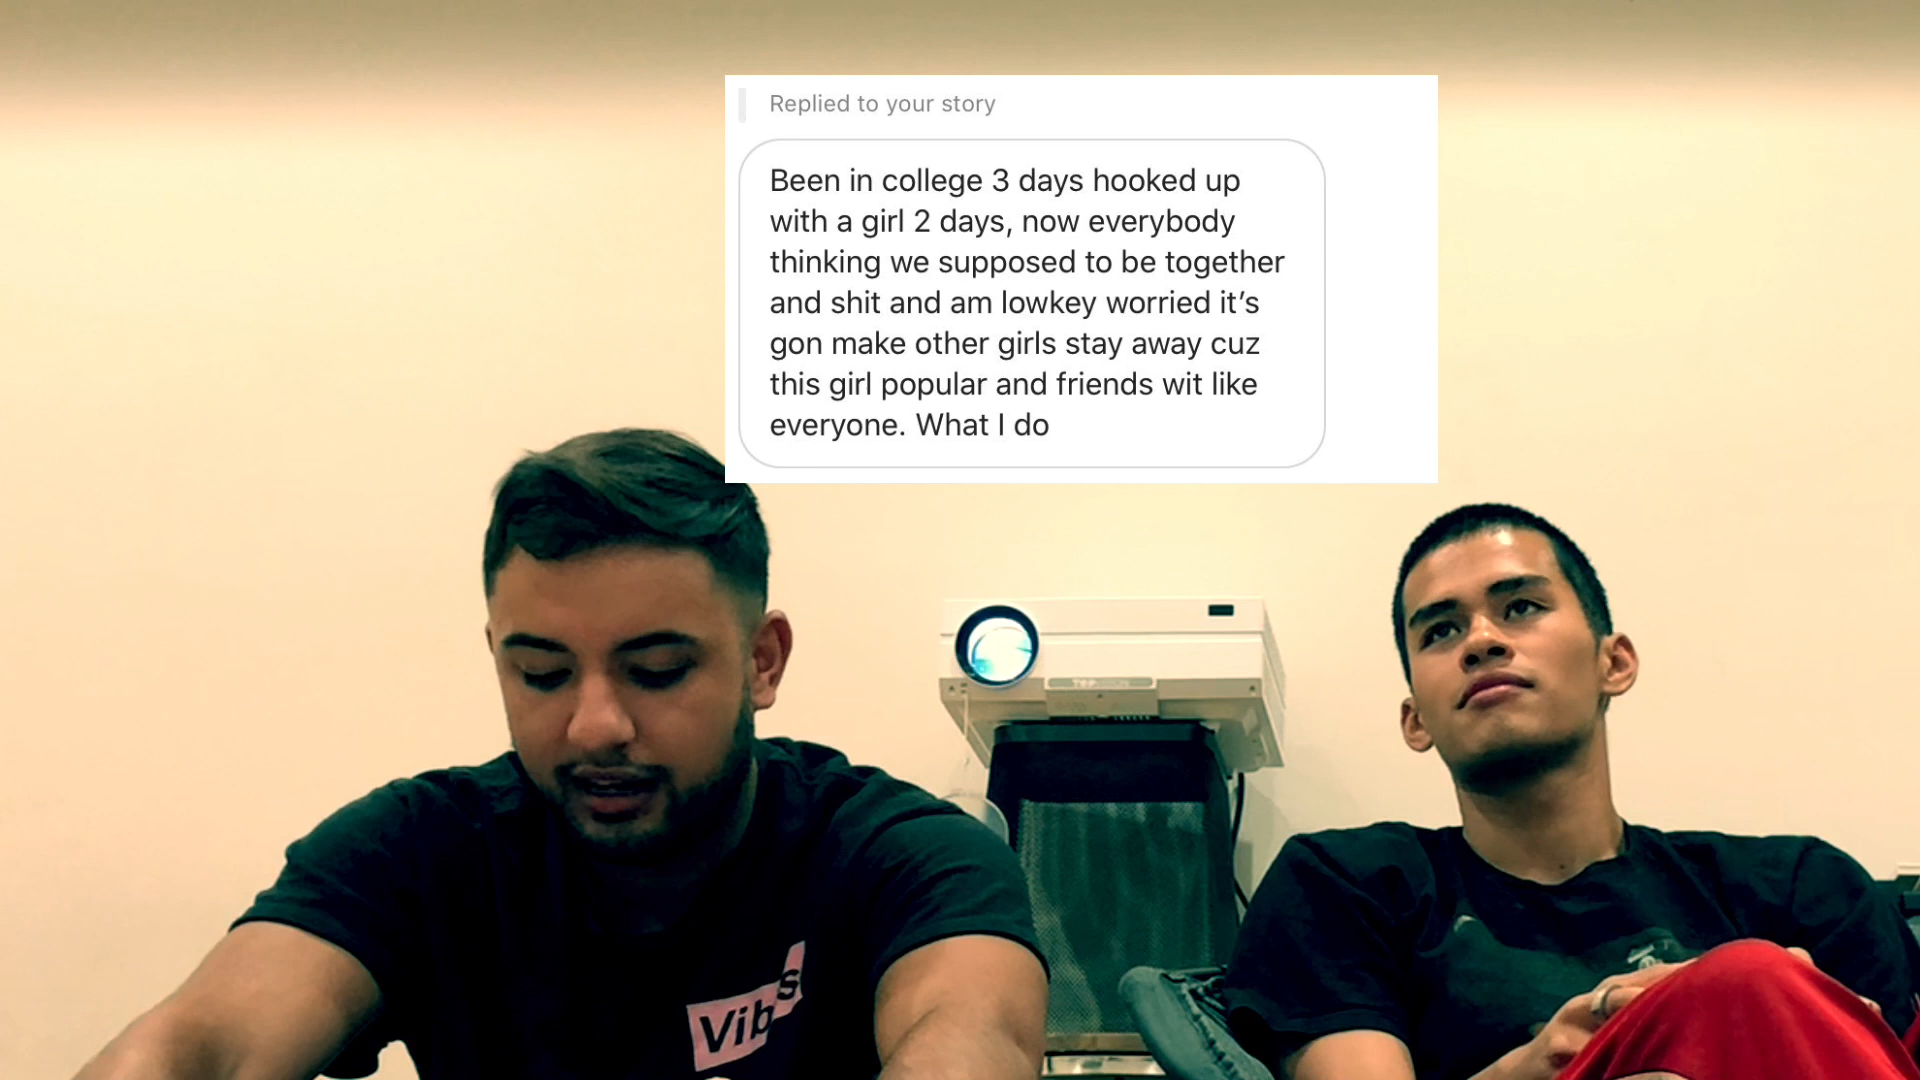 Replied to your story
Been in college 3 days hooked up
with a girl 2 days, now everybody
thinking we supposed to be together
and shit and am lowkey worried it’s
gon make other girls stay away cuz
this girl popular and friends wit like
everyone. What I do
Vibes